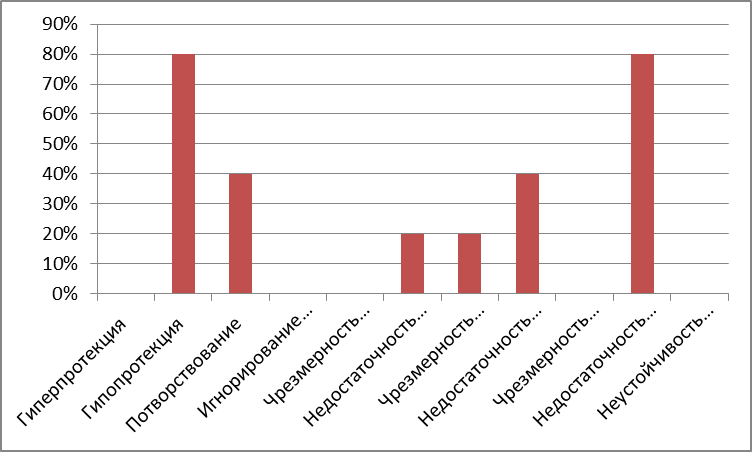 90%
80%
70%
60%
50%
40%
30%
20%
10%
0%
Гиперпротекция
Гипопротекция
Потворствование
Игнорирование...
Чрезмерность...
Недостаточность...
Чрезмерность...
Недостаточность...
Чрезмерность...
Недостаточность...
Неустойчивость...